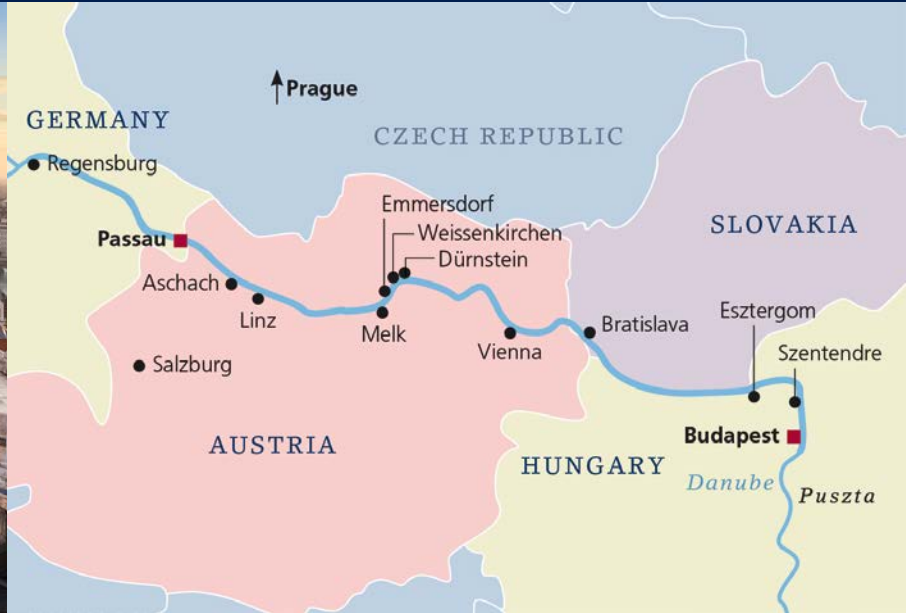 Prague
GERMANY
CZECH REPUBLIC
Regensburg
Emmersdorf
Weissenkirchen
SLOVAKIA
Passau
Dürnstein
Aschach
Linz
Melk
Vienna
Bratislava
Esztergom
Szentendre
Salzburg
AUSTRIA
Budapest
HUNGARY
Danube
Puszta